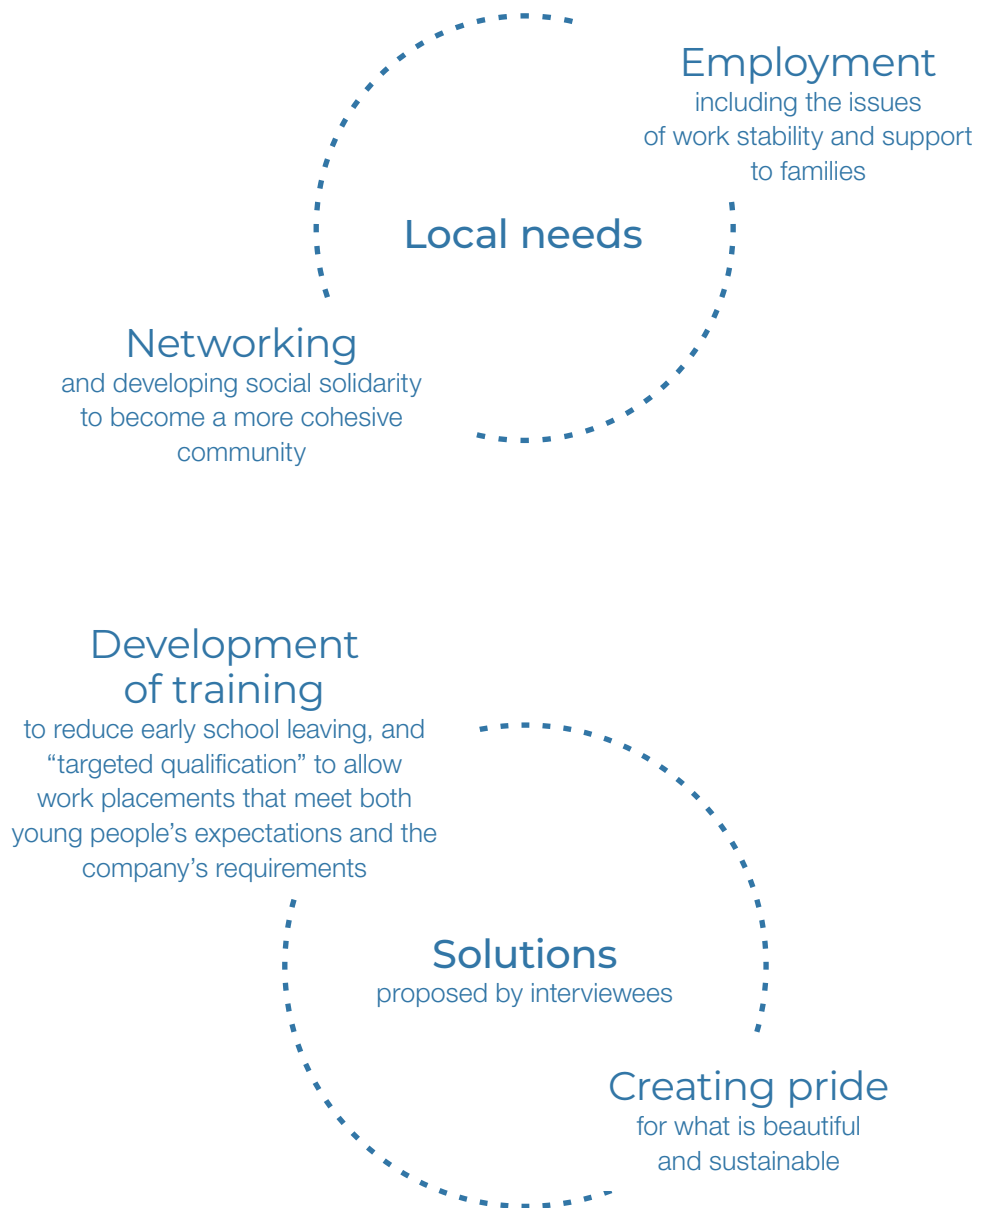 Employment
including the issues
of work stability and support
to families
Local needs
Networking
and developing social solidarity
to become a more cohesive
community
Development
of training
to reduce early school leaving, and
“targeted qualification” to allow
work placements that meet both
young people’s expectations and the
company’s requirements
Solutions
proposed by interviewees
Creating pride
for what is beautiful
and sustainable